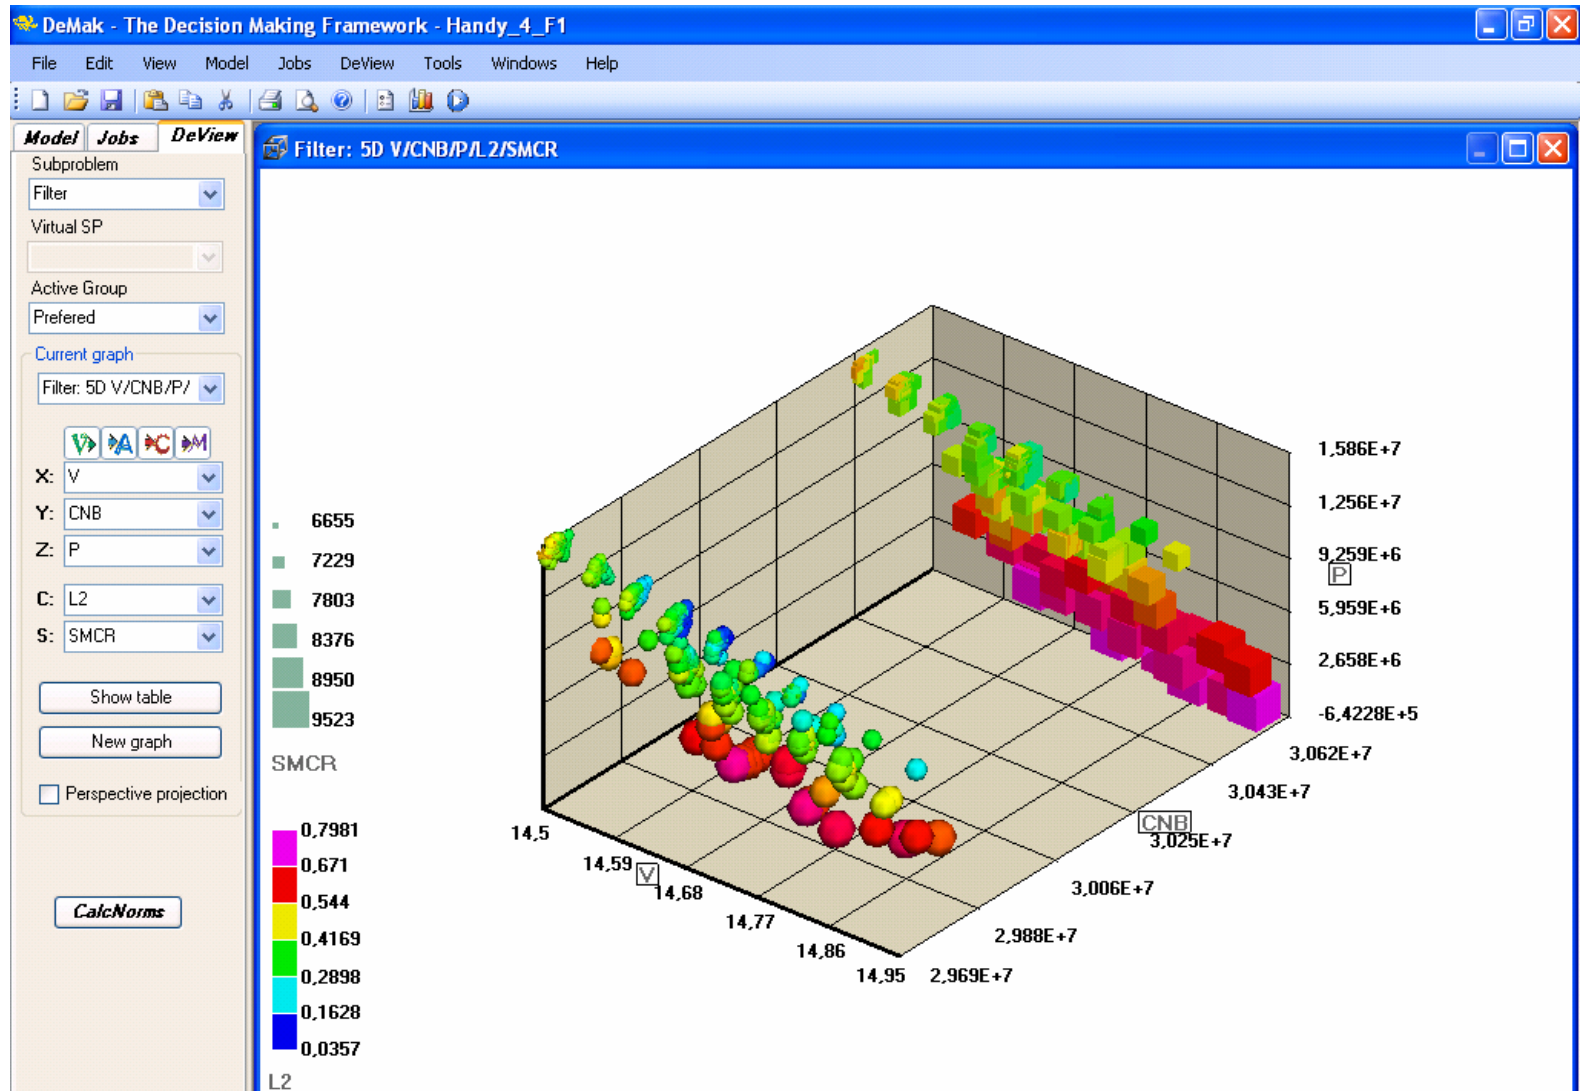 DeMak - The Decision Making Framework - Handy_4_F1
File Edit View Model Jobs DeView Tools Windows Help
Model Jobs DeView
Subproblem
Filter
Virtual SP
Active Group
Prefered
Current graph
Filter: 5D V/CNB/P/
V A C M
X: V
Y: CNB
Z: P
C: L2
S: SMCR
Show table
New graph
Perspective projection
CalcNorms
Filter: 5D V/CNB/P/L2/SMCR
6655
7229
7803
8376
8950
9523
SMCR
0,7981
0,671
0,544
0,4169
0,2898
0,1628
0,0357
L2
1,586E+7
1,256E+7
9,259E+6
P
5,959E+6
2,658E+6
-6,4228E+5
3,062E+7
3,043E+7
CNB
3,025E+7
3,006E+7
2,988E+7
2,969E+7
14,5
14,59
V
14,68
14,77
14,86
14,95